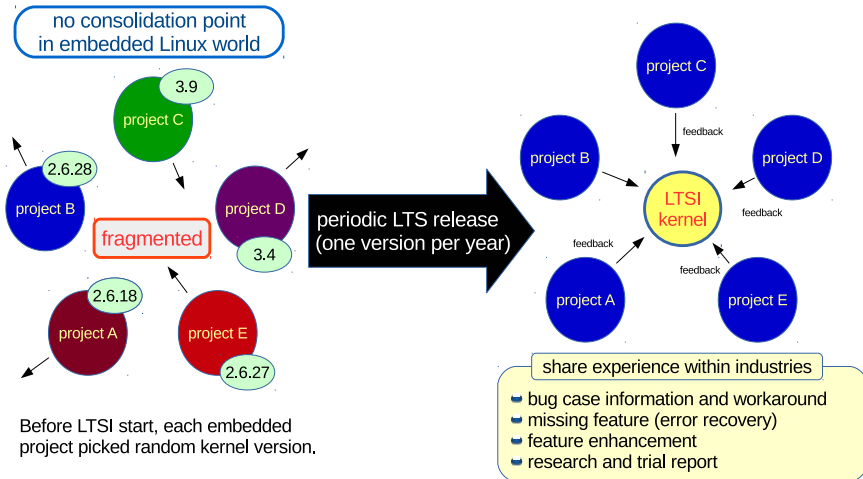 no consolidation point
in embedded Linux world
3.9
project C
2.6.28
project B
project D
fragmented
3.4
2.6.18
project A
project E
2.6.27
Before LTSI start, each embedded
project picked random kernel version.
periodic LTS release
(one version per year)
project C
feedback
project B
project D
LTSI
kernel
feedback
feedback
feedback
project A
project E
share experience within industries
bug case information and workaround
missing feature (error recovery)
feature enhancement
research and trial report